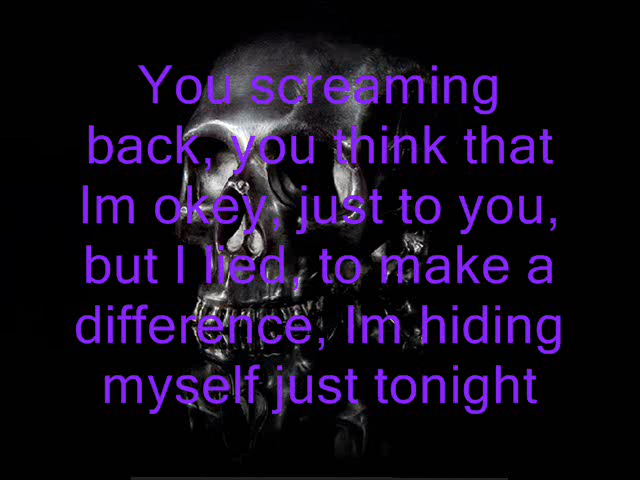 You screaming
back, you think that
Im okey, just to you,
but I lied, to make a
difference, Im hiding
myself just tonight